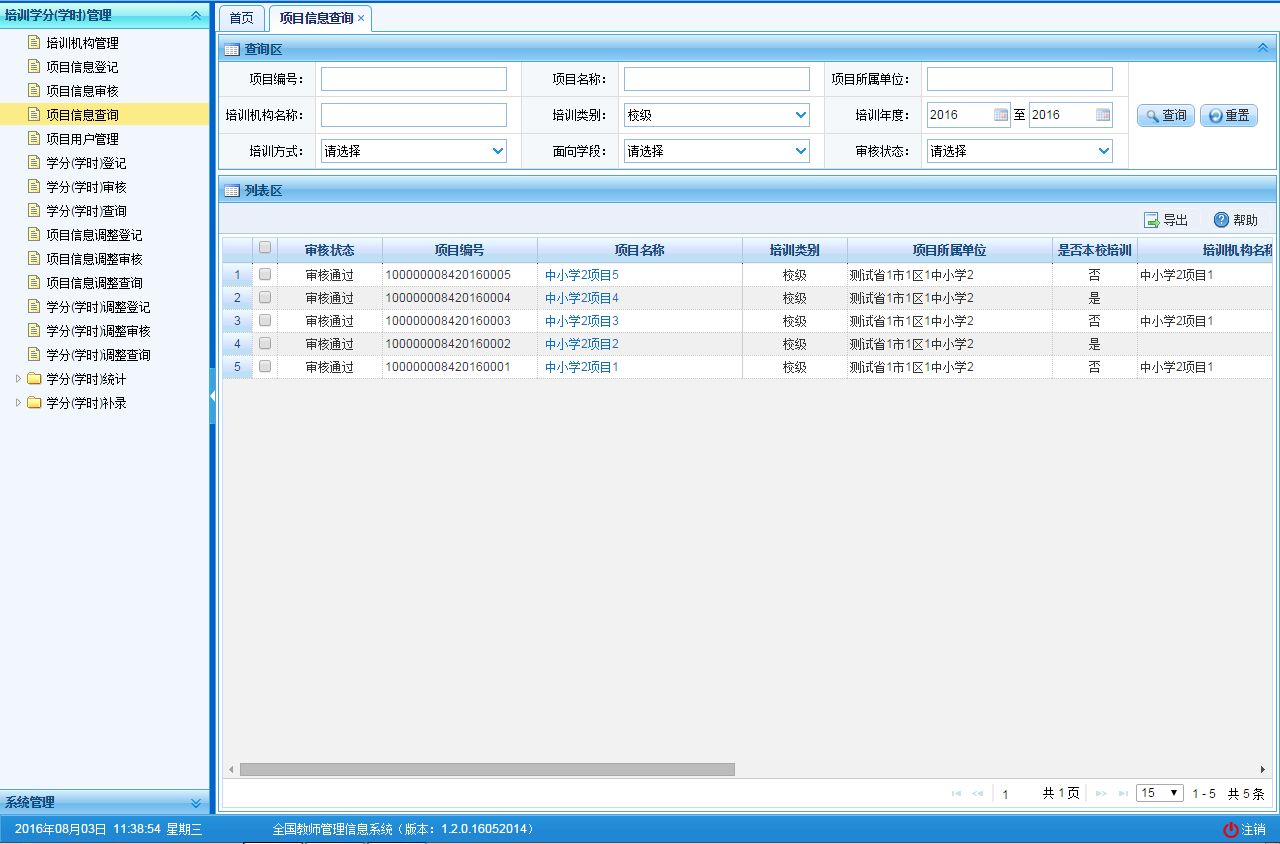 培训学分(学时)管理
培训机构管理
项目信息登记
项目信息审核
项目信息查询
项目用户管理
学分(学时)登记
学分(学时)审核
学分(学时)查询
项目信息调整登记
项目信息调整审核
项目信息调整查询
学分(学时)调整登记
学分(学时)调整审核
学分(学时)调整查询
学分(学时)统计
学分(学时)补录
系统管理
首页 项目信息查询 ×
查询区
项目编号： 项目名称： 项目所属单位：
培训机构名称： 培训类别： 校级 培训年度： 2016 至 2016 查询 重置
培训方式： 请选择 面向学段： 请选择 审核状态： 请选择
列表区
导出 帮助
审核状态 项目编号 项目名称 培训类别 项目所属单位 是否本校培训 培训机构名称
1 审核通过 100000008420160005 中小学2项目5 校级 测试省1市1区1中小学2 否 中小学2项目1
2 审核通过 100000008420160004 中小学2项目4 校级 测试省1市1区1中小学2 是
3 审核通过 100000008420160003 中小学2项目3 校级 测试省1市1区1中小学2 否 中小学2项目1
4 审核通过 100000008420160002 中小学2项目2 校级 测试省1市1区1中小学2 是
5 审核通过 100000008420160001 中小学2项目1 校级 测试省1市1区1中小学2 否 中小学2项目1
1 共 1 页 15 1 - 5 共 5 条
2016年08月03日 11:38:54 星期三 全国教师管理信息系统（版本：1.2.0.16052014） 注销